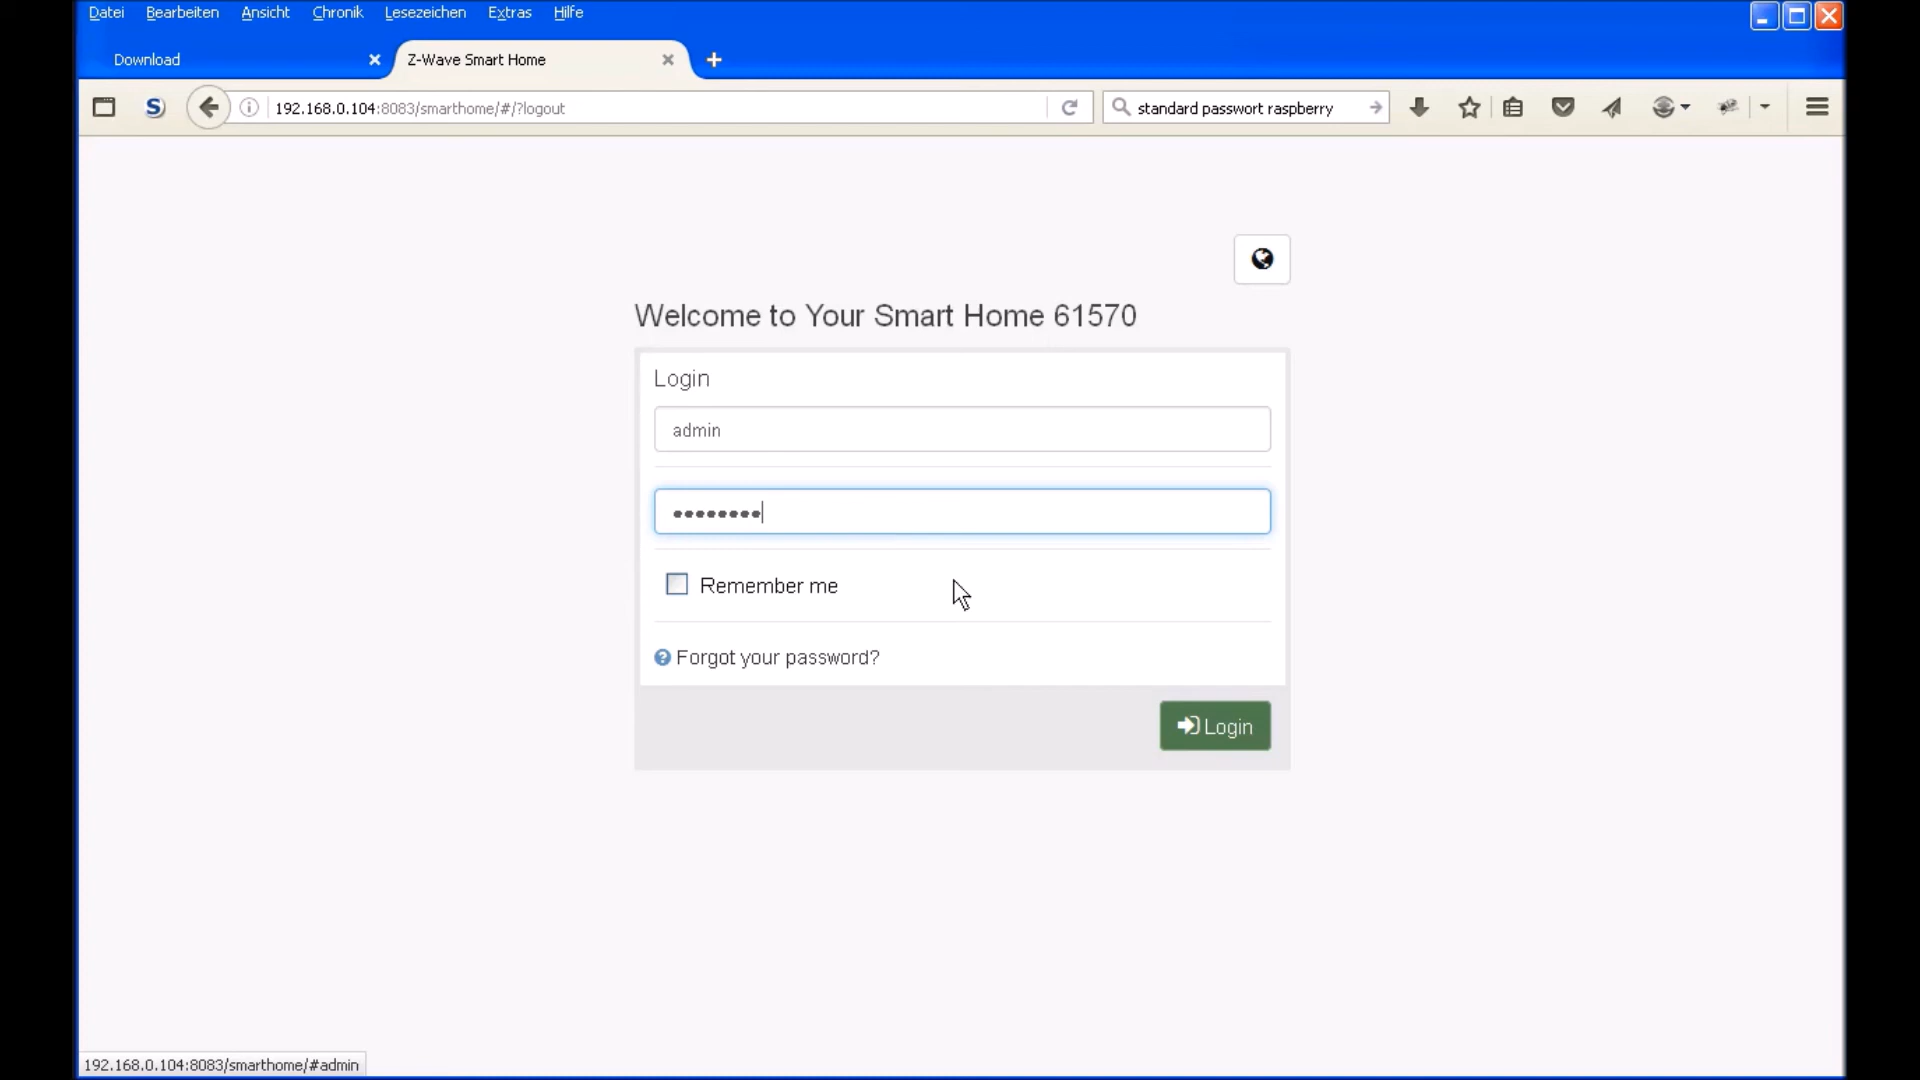 Datei Bearbeiten Ansicht Chronik Lesezeichen Extras Hilfe
Download
Z-Wave Smart Home
192.168.0.104:8083/smarthome/#/?logout
standard passwort raspberry
Welcome to Your Smart Home 61570
Login
admin
••••••••
Remember me
Forgot your password?
Login
192.168.0.104:8083/smarthome/#admin